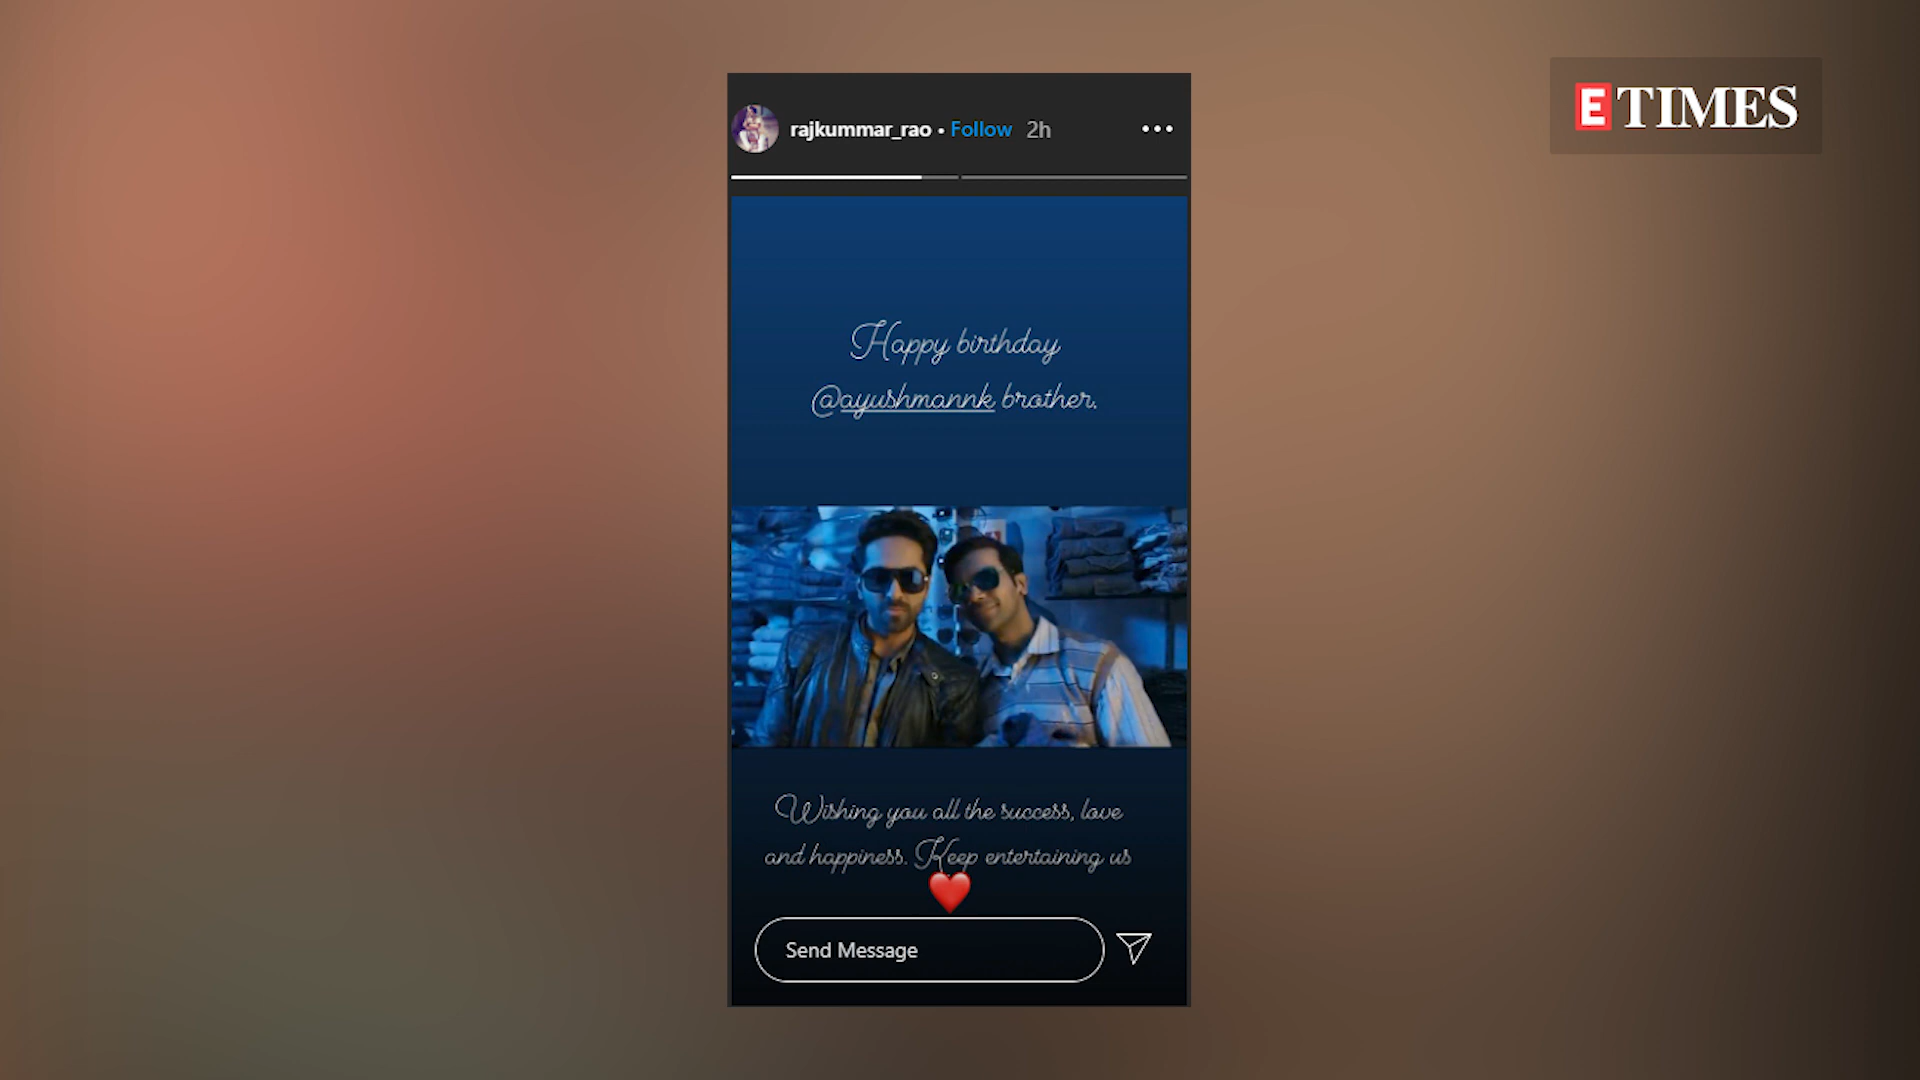 rajkummar_rao • Follow 2h
E TIMES
Happy birthday
@ayushmannk brother.
Wishing you all the success, love
and happiness. Keep entertaining us
❤️
Send Message